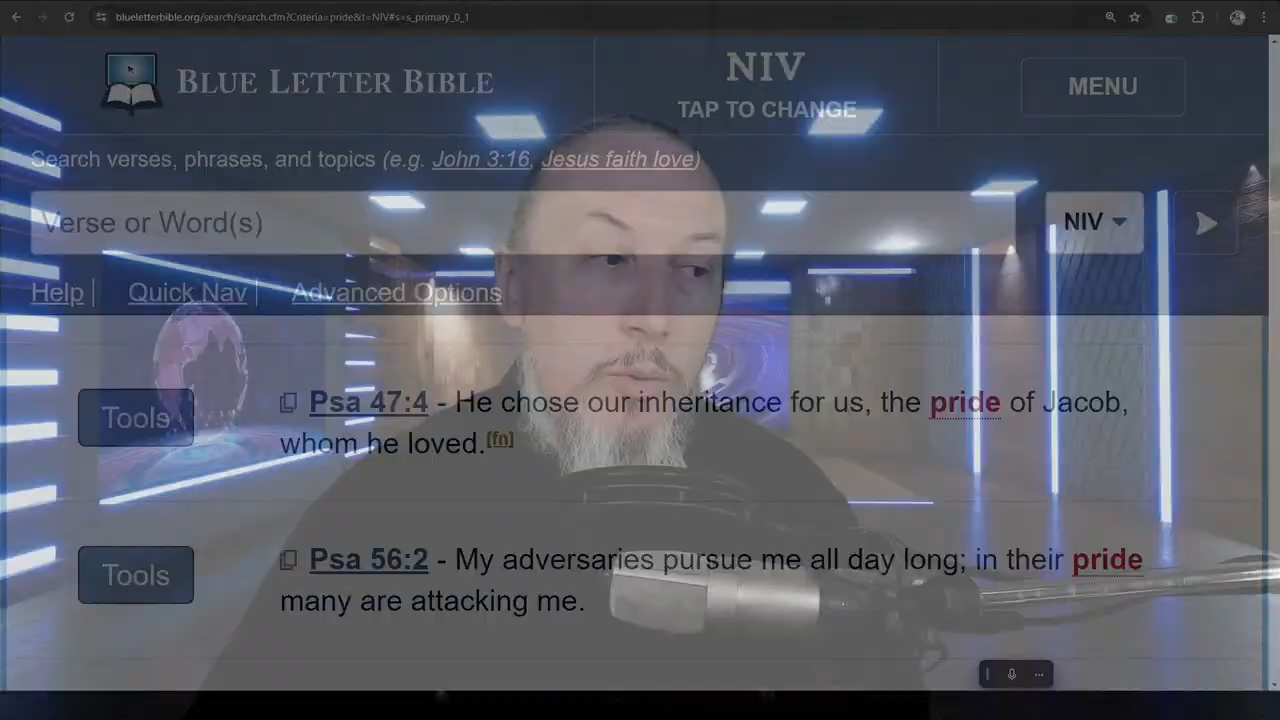 blueletterbible.org/search/search.cfm?Criteria=pride&t=NIV#s=s_primary_0_1
BLUE LETTER BIBLE
NIV
TAP TO CHANGE
MENU
Search verses, phrases, and topics (e.g. John 3:16, Jesus faith love)
Verse or Word(s)
NIV
Help | Quick Nav | Advanced Options
Tools
Psa 47:4 - He chose our inheritance for us, the pride of Jacob,
whom he loved.[fn]
Tools
Psa 56:2 - My adversaries pursue me all day long; in their pride
many are attacking me.